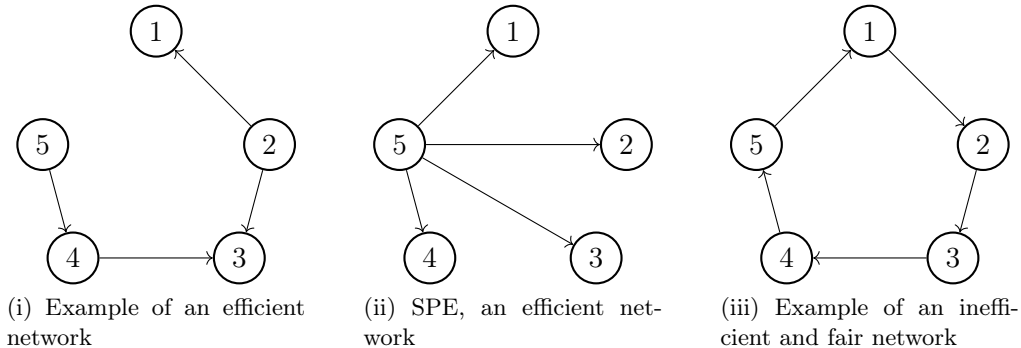 1
5
2
4
3
(i) Example of an efficient
network
1
5
2
4
3
(ii) SPE, an efficient net-
work
1
5
2
4
3
(iii) Example of an ineffi-
cient and fair network